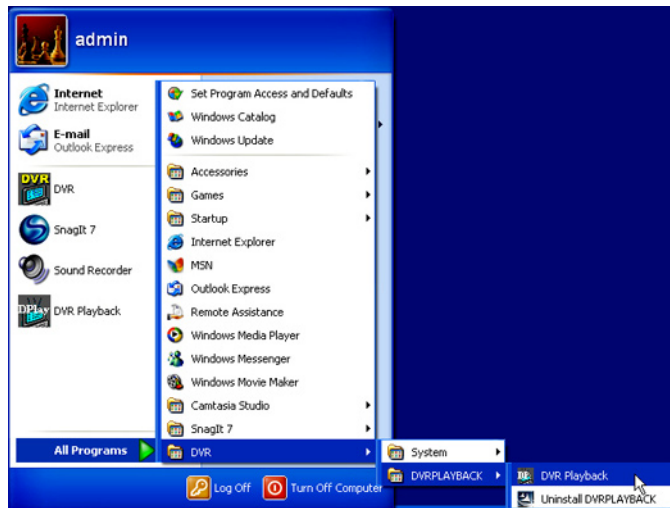 admin
Internet
Internet Explorer
E-mail
Outlook Express
DVR
DVR
SnagIt 7
Sound Recorder
DPlay
DVR Playback
All Programs
Set Program Access and Defaults
Windows Catalog
Windows Update
Accessories
Games
Startup
Internet Explorer
MSN
Outlook Express
Remote Assistance
Windows Media Player
Windows Messenger
Windows Movie Maker
Camtasia Studio
SnagIt 7
DVR
System
DVRPLAYBACK
DVR Playback
Uninstall DVRPLAYBACK
Log Off
Turn Off Computer